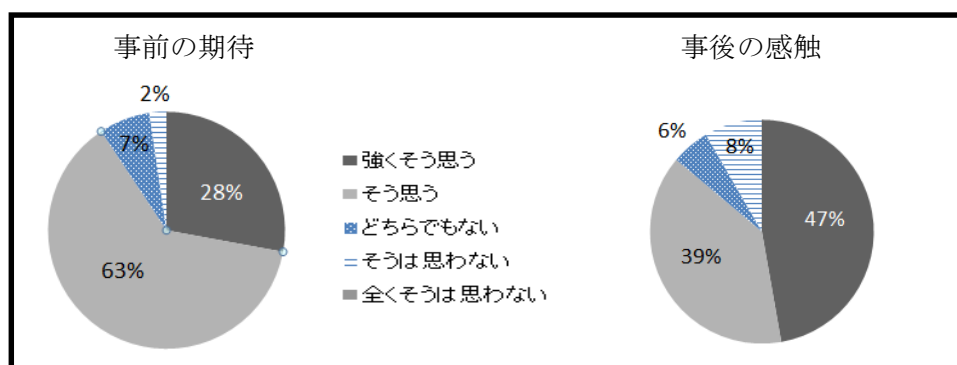 事前の期待
2%
7%
28%
63%
強くそう思う
そう思う
どちらでもない
そうは思わない
全くそうは思わない
事後の感触
6%
8%
47%
39%